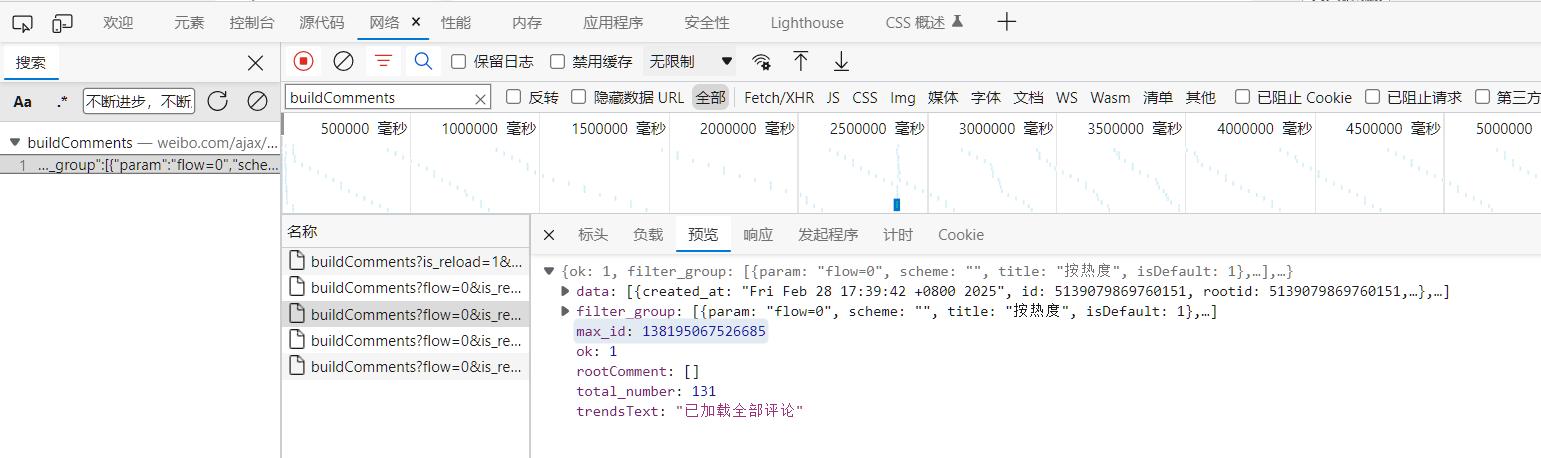 欢迎 元素 控制台 源代码 网络 性能 内存 应用程序 安全性 Lighthouse CSS 概述
搜索
保留日志 禁用缓存 无限制
Aa .* 不断进步，不断
buildComments 反转 隐藏数据 URL 全部 Fetch/XHR JS CSS Img 媒体 字体 文档 WS Wasm 清单 其他 已阻止 Cookie 已阻止请求 第三方
buildComments — weibo.com/ajax/...
1 ..._group":[{"param":"flow=0","sche...
500000 毫秒 1000000 毫秒 1500000 毫秒 2000000 毫秒 2500000 毫秒 3000000 毫秒 3500000 毫秒 4000000 毫秒 4500000 毫秒 5000000
名称
buildComments?is_reload=1&...
buildComments?flow=0&is_re...
buildComments?flow=0&is_re...
buildComments?flow=0&is_re...
buildComments?flow=0&is_re...
标头 负载 预览 响应 发起程序 计时 Cookie
{ok: 1, filter_group: [{param: "flow=0", scheme: "", title: "按热度", isDefault: 1},…],…}
data: [{created_at: "Fri Feb 28 17:39:42 +0800 2025", id: 5139079869760151, rootid: 5139079869760151,…},…]
filter_group: [{param: "flow=0", scheme: "", title: "按热度", isDefault: 1},…]
max_id: 138195067526685
ok: 1
rootComment: []
total_number: 131
trendsText: "已加载全部评论"